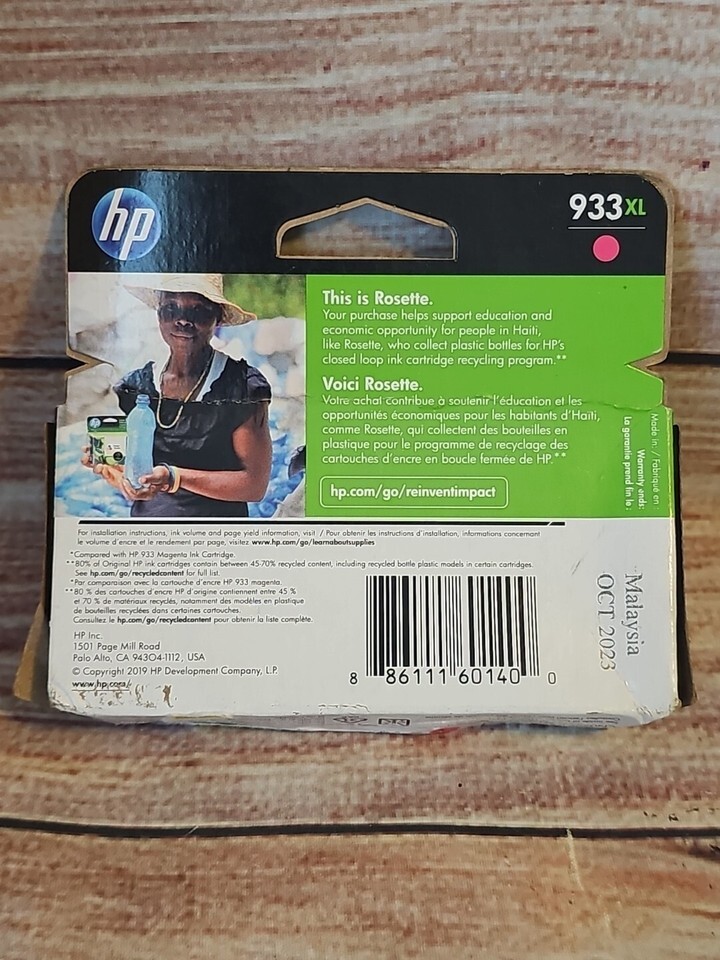 hp
933XL
This is Rosette.
Your purchase helps support education and
economic opportunity for people in Haiti,
like Rosette, who collect plastic bottles for HP's
closed loop ink cartridge recycling program.**
Voici Rosette.
Votre achat contribue à soutenir l'éducation et les
opportunités économiques pour les habitants d'Haïti,
comme Rosette, qui collectent des bouteilles en
plastique pour le programme de recyclage des
cartouches d'encre en boucle fermée de HP.**
hp.com/go/reinventimpact
Made in: / Fabriqué en
Warranty ends:
La garantie prend fin le:
Malaysia
OCT 2023
For installation instructions, ink volume and page yield information, visit / Pour obtenir les instructions d'installation, informations concernant
le volume d'encre et le rendement par page, visitez www.hp.com/go/learnaboutsupplies
*Compared with HP 933 Magenta Ink Cartridge.
**80% of Original HP ink cartridges contain between 45-70% recycled content, including recycled bottle plastic models in certain cartridges.
See hp.com/go/recycledcontent for full list.
*Par comparaison avec la cartouche d'encre HP 933 magenta.
**80 % des cartouches d'encre HP d'origine contiennent entre 45 %
et 70 % de matériaux recyclés, notamment des modèles en plastique
de bouteilles recyclées dans certaines cartouches.
Consultez le hp.com/go/recycledcontent pour obtenir la liste complète.
HP Inc.
1501 Page Mill Road
Palo Alto, CA 94304-1112, USA
© Copyright 2019 HP Development Company, L.P.
www.hp.com/
8 86111 60140 0